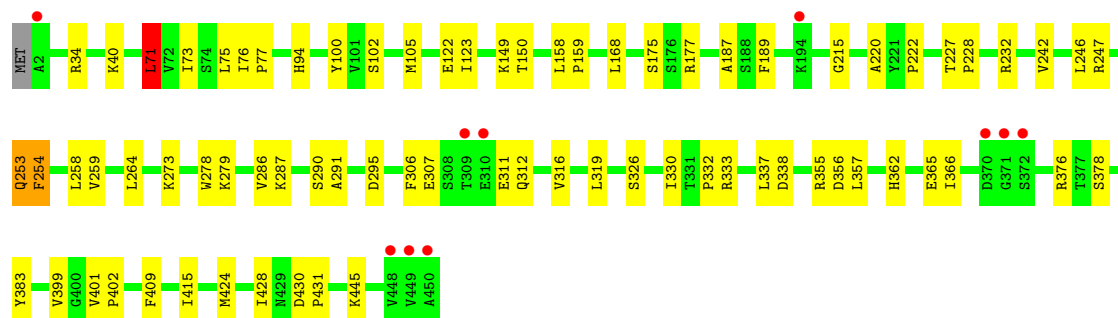 MET A2 R34 K40 L71 V72 I73 S74 L75 I76 P77 H94 Y100 V101 S102 M105 E122 I123 K149 T150 L158 P159 L168 S175 S176 R177 A187 S188 F189 K194 G215 A220 Y221 P222 T227 P228 R232 V242 L246 R247
Q253 F254 L258 V259 L264 K273 W278 K279 V286 K287 S290 A291 D295 F306 E307 S308 T309 E310 E311 Q312 V316 L319 S326 I330 T331 P332 R333 L337 D338 R355 D356 L357 H362 E365 I366 D370 G371 S372 R376 T377 S378
Y383 V399 G400 V401 P402 F409 I415 M424 I428 N429 D430 P431 K445 V448 V449 A450